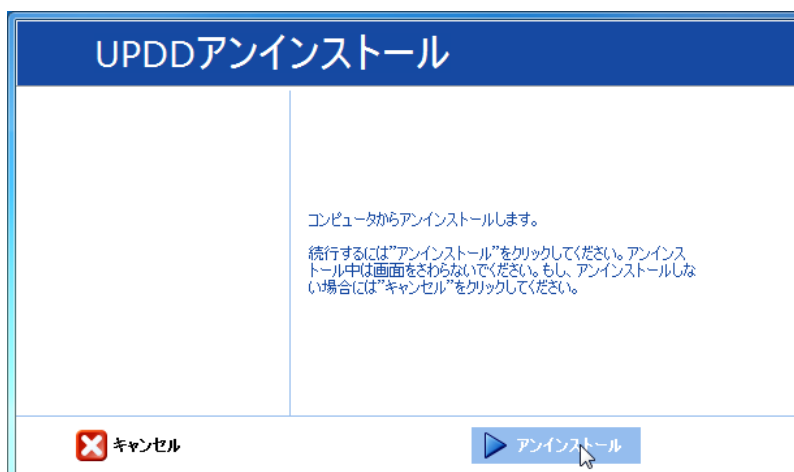 UPDDアンインストール
コンピュータからアンインストールします。
続行するには”アンインストール”をクリックしてください。アンインス
トール中は画面をさわらないでください。もし、アンインストールしな
い場合には”キャンセル”をクリックしてください。
キャンセル
アンインストール